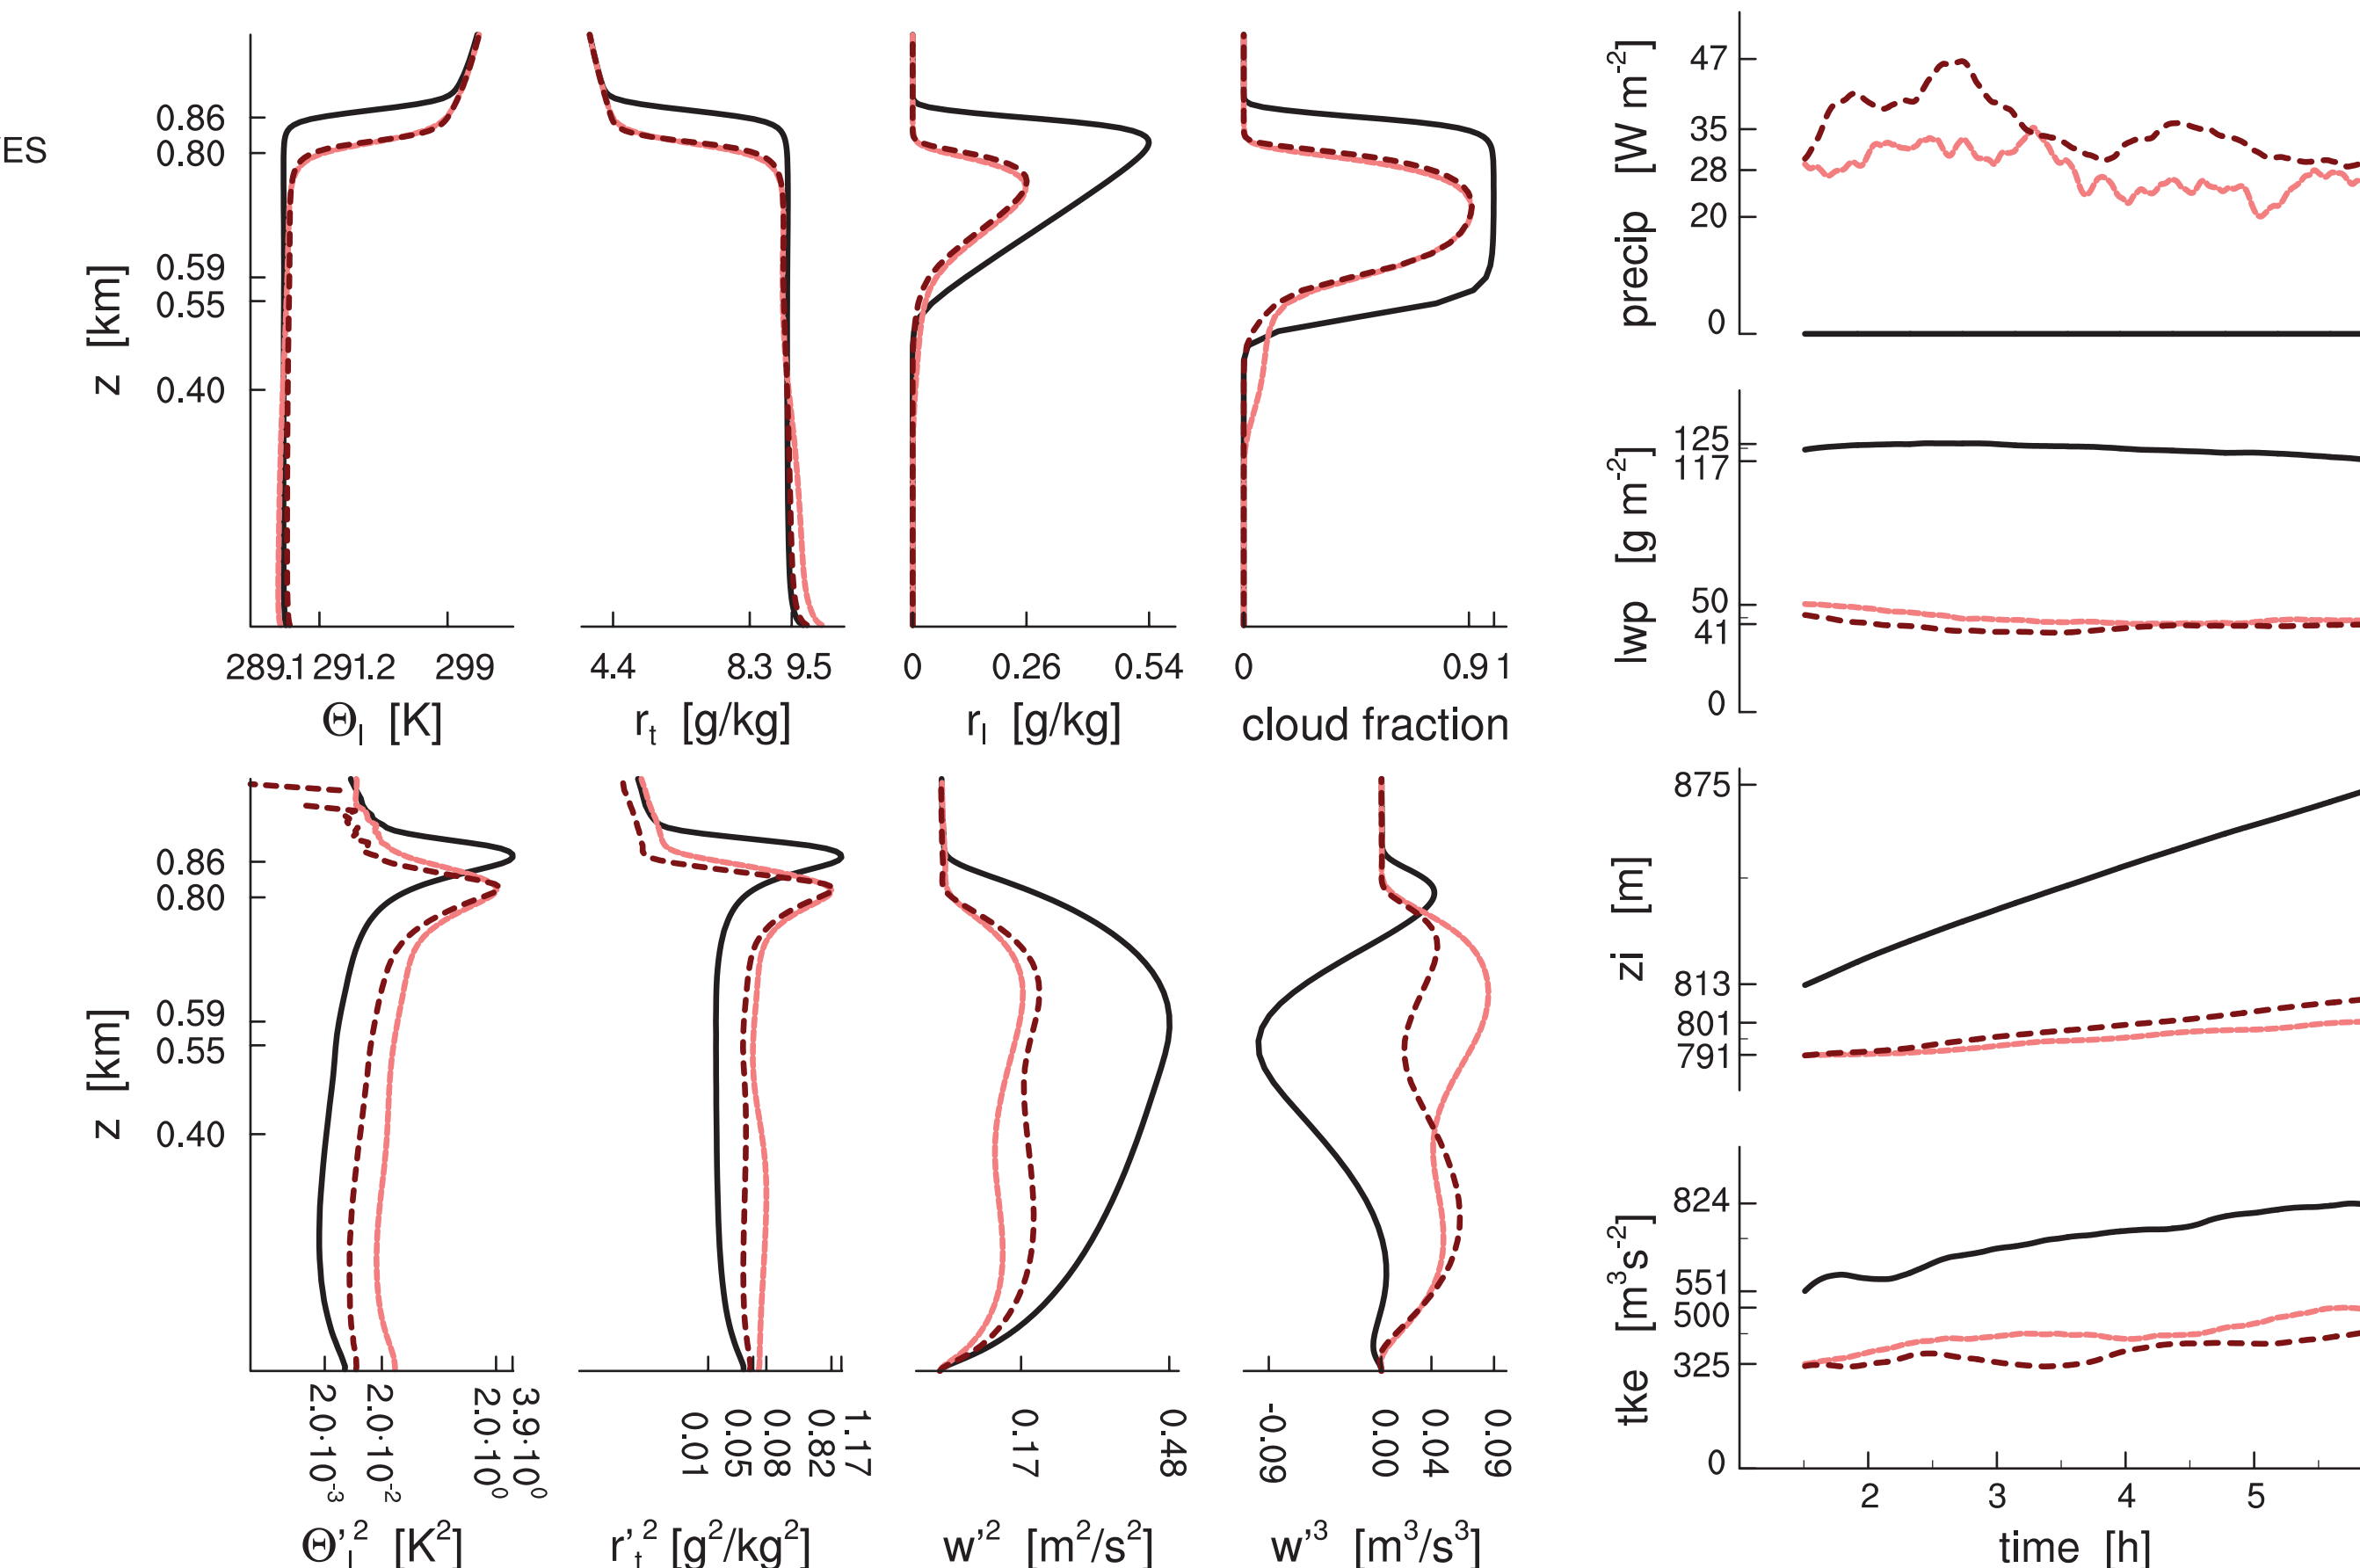 ES
z [km]
0.86
0.80
0.59
0.55
0.40
289.1 291.2 299
Θl [K]
4.4 8.3 9.5
rt [g/kg]
0 0.26 0.54
rl [g/kg]
0 0.91 1
cloud fraction
z [km]
0.86
0.80
0.59
0.55
0.40
2.0·10-3 2.0·10-2 2.0·100 3.9·100
Θl'2 [K2]
0.01 0.05 0.08 0.82 1.17
rt'2 [g2/kg2]
0.17 0.48
w'2 [m2/s2]
-0.09 0.00 0.04 0.09
w'3 [m3/s3]
precip [W m-2]
47
35
28
20
0
lwp [g m-2]
125
117
50
41
0
zi [m]
875
813
801
791
tke [m3s-2]
824
551
500
325
0
2 3 4 5
time [h]